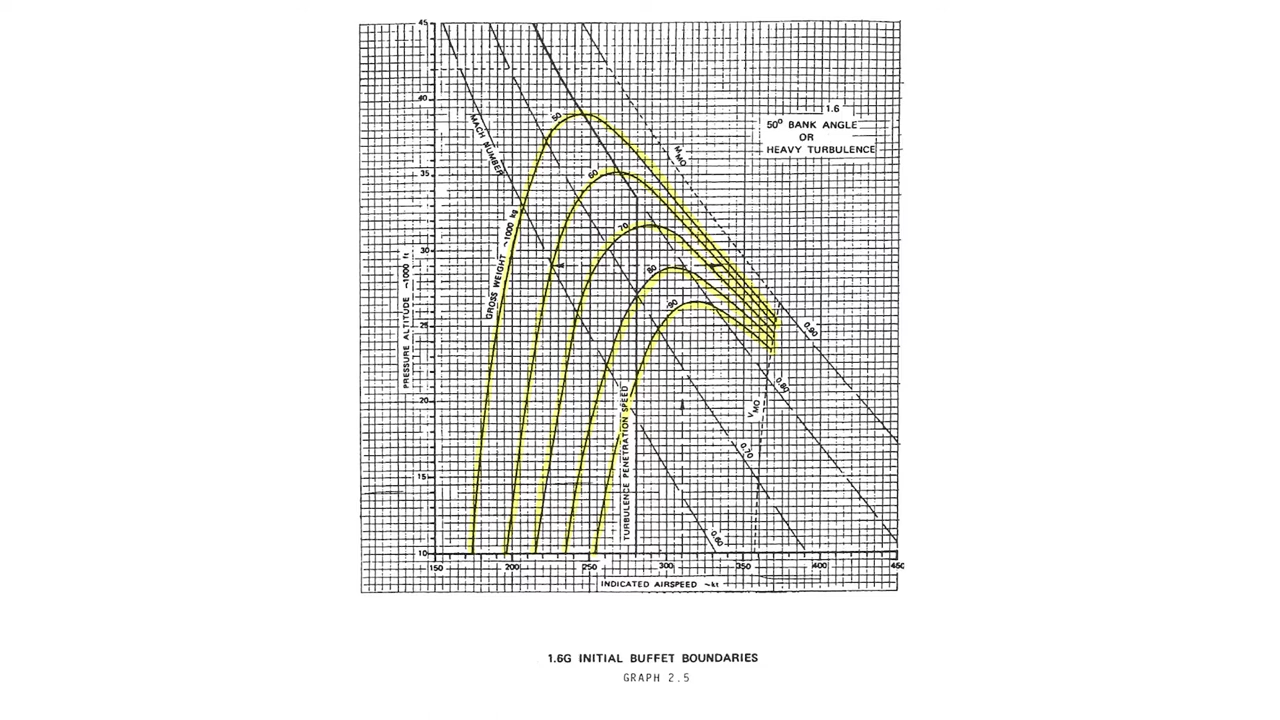 45
40
35
30
25
20
15
10
PRESSURE ALTITUDE ~1000 ft
MACH NUMBER
GROSS WEIGHT ~1000 kg
50
60
70
80
90
MMO
1.6
50° BANK ANGLE
OR
HEAVY TURBULENCE
0.90
0.80
VMO
0.70
0.60
TURBULENCE PENETRATION SPEED
150 200 250 300 350 400 450
INDICATED AIRSPEED ~kt
1.6G INITIAL BUFFET BOUNDARIES
GRAPH 2.5